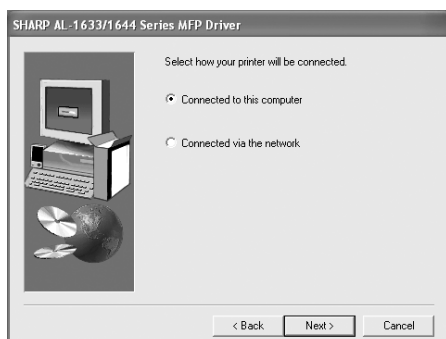 SHARP AL-1633/1644 Series MFP Driver
Select how your printer will be connected.
Connected to this computer
Connected via the network
< Back
Next >
Cancel